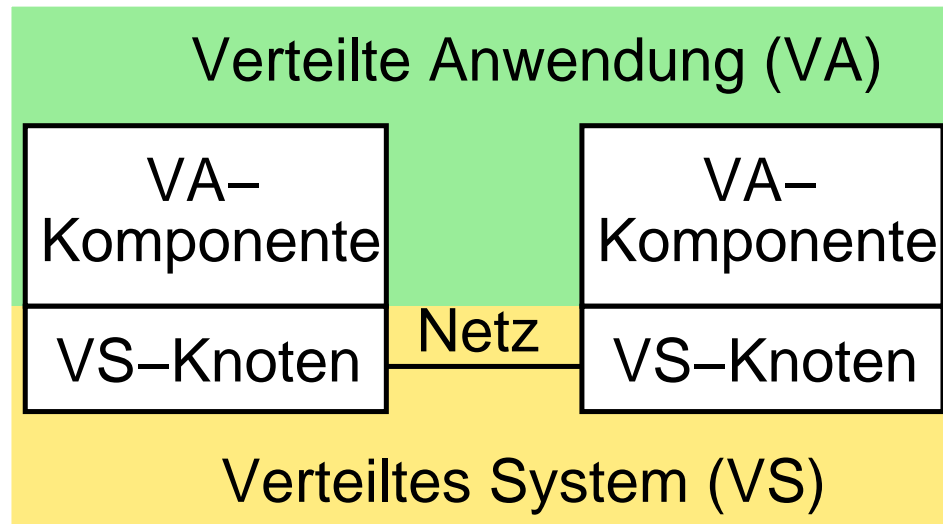 Verteilte Anwendung (VA)
VA–
Komponente
VA–
Komponente
VS–Knoten
Netz
VS–Knoten
Verteiltes System (VS)